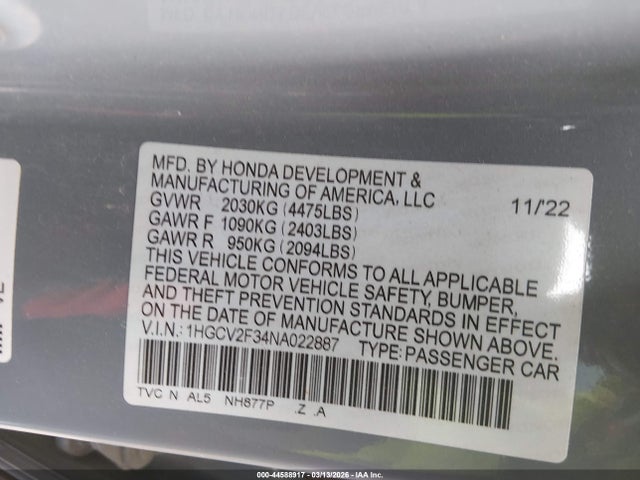 MFD. BY HONDA DEVELOPMENT &
MANUFACTURING OF AMERICA, LLC 11/'22
GVWR 2030KG (4475LBS)
GAWR F 1090KG (2403LBS)
GAWR R 950KG (2094LBS)
THIS VEHICLE CONFORMS TO ALL APPLICABLE
FEDERAL MOTOR VEHICLE SAFETY, BUMPER,
AND THEFT PREVENTION STANDARDS IN EFFECT
ON THE DATE OF MANUFACTURE SHOWN ABOVE.
V.I.N.: 1HGCV2F34NA022887 TYPE: PASSENGER CAR
TVC N AL5 NH877P .Z .A
000-44588917 - 03/13/2026 - IAA Inc.